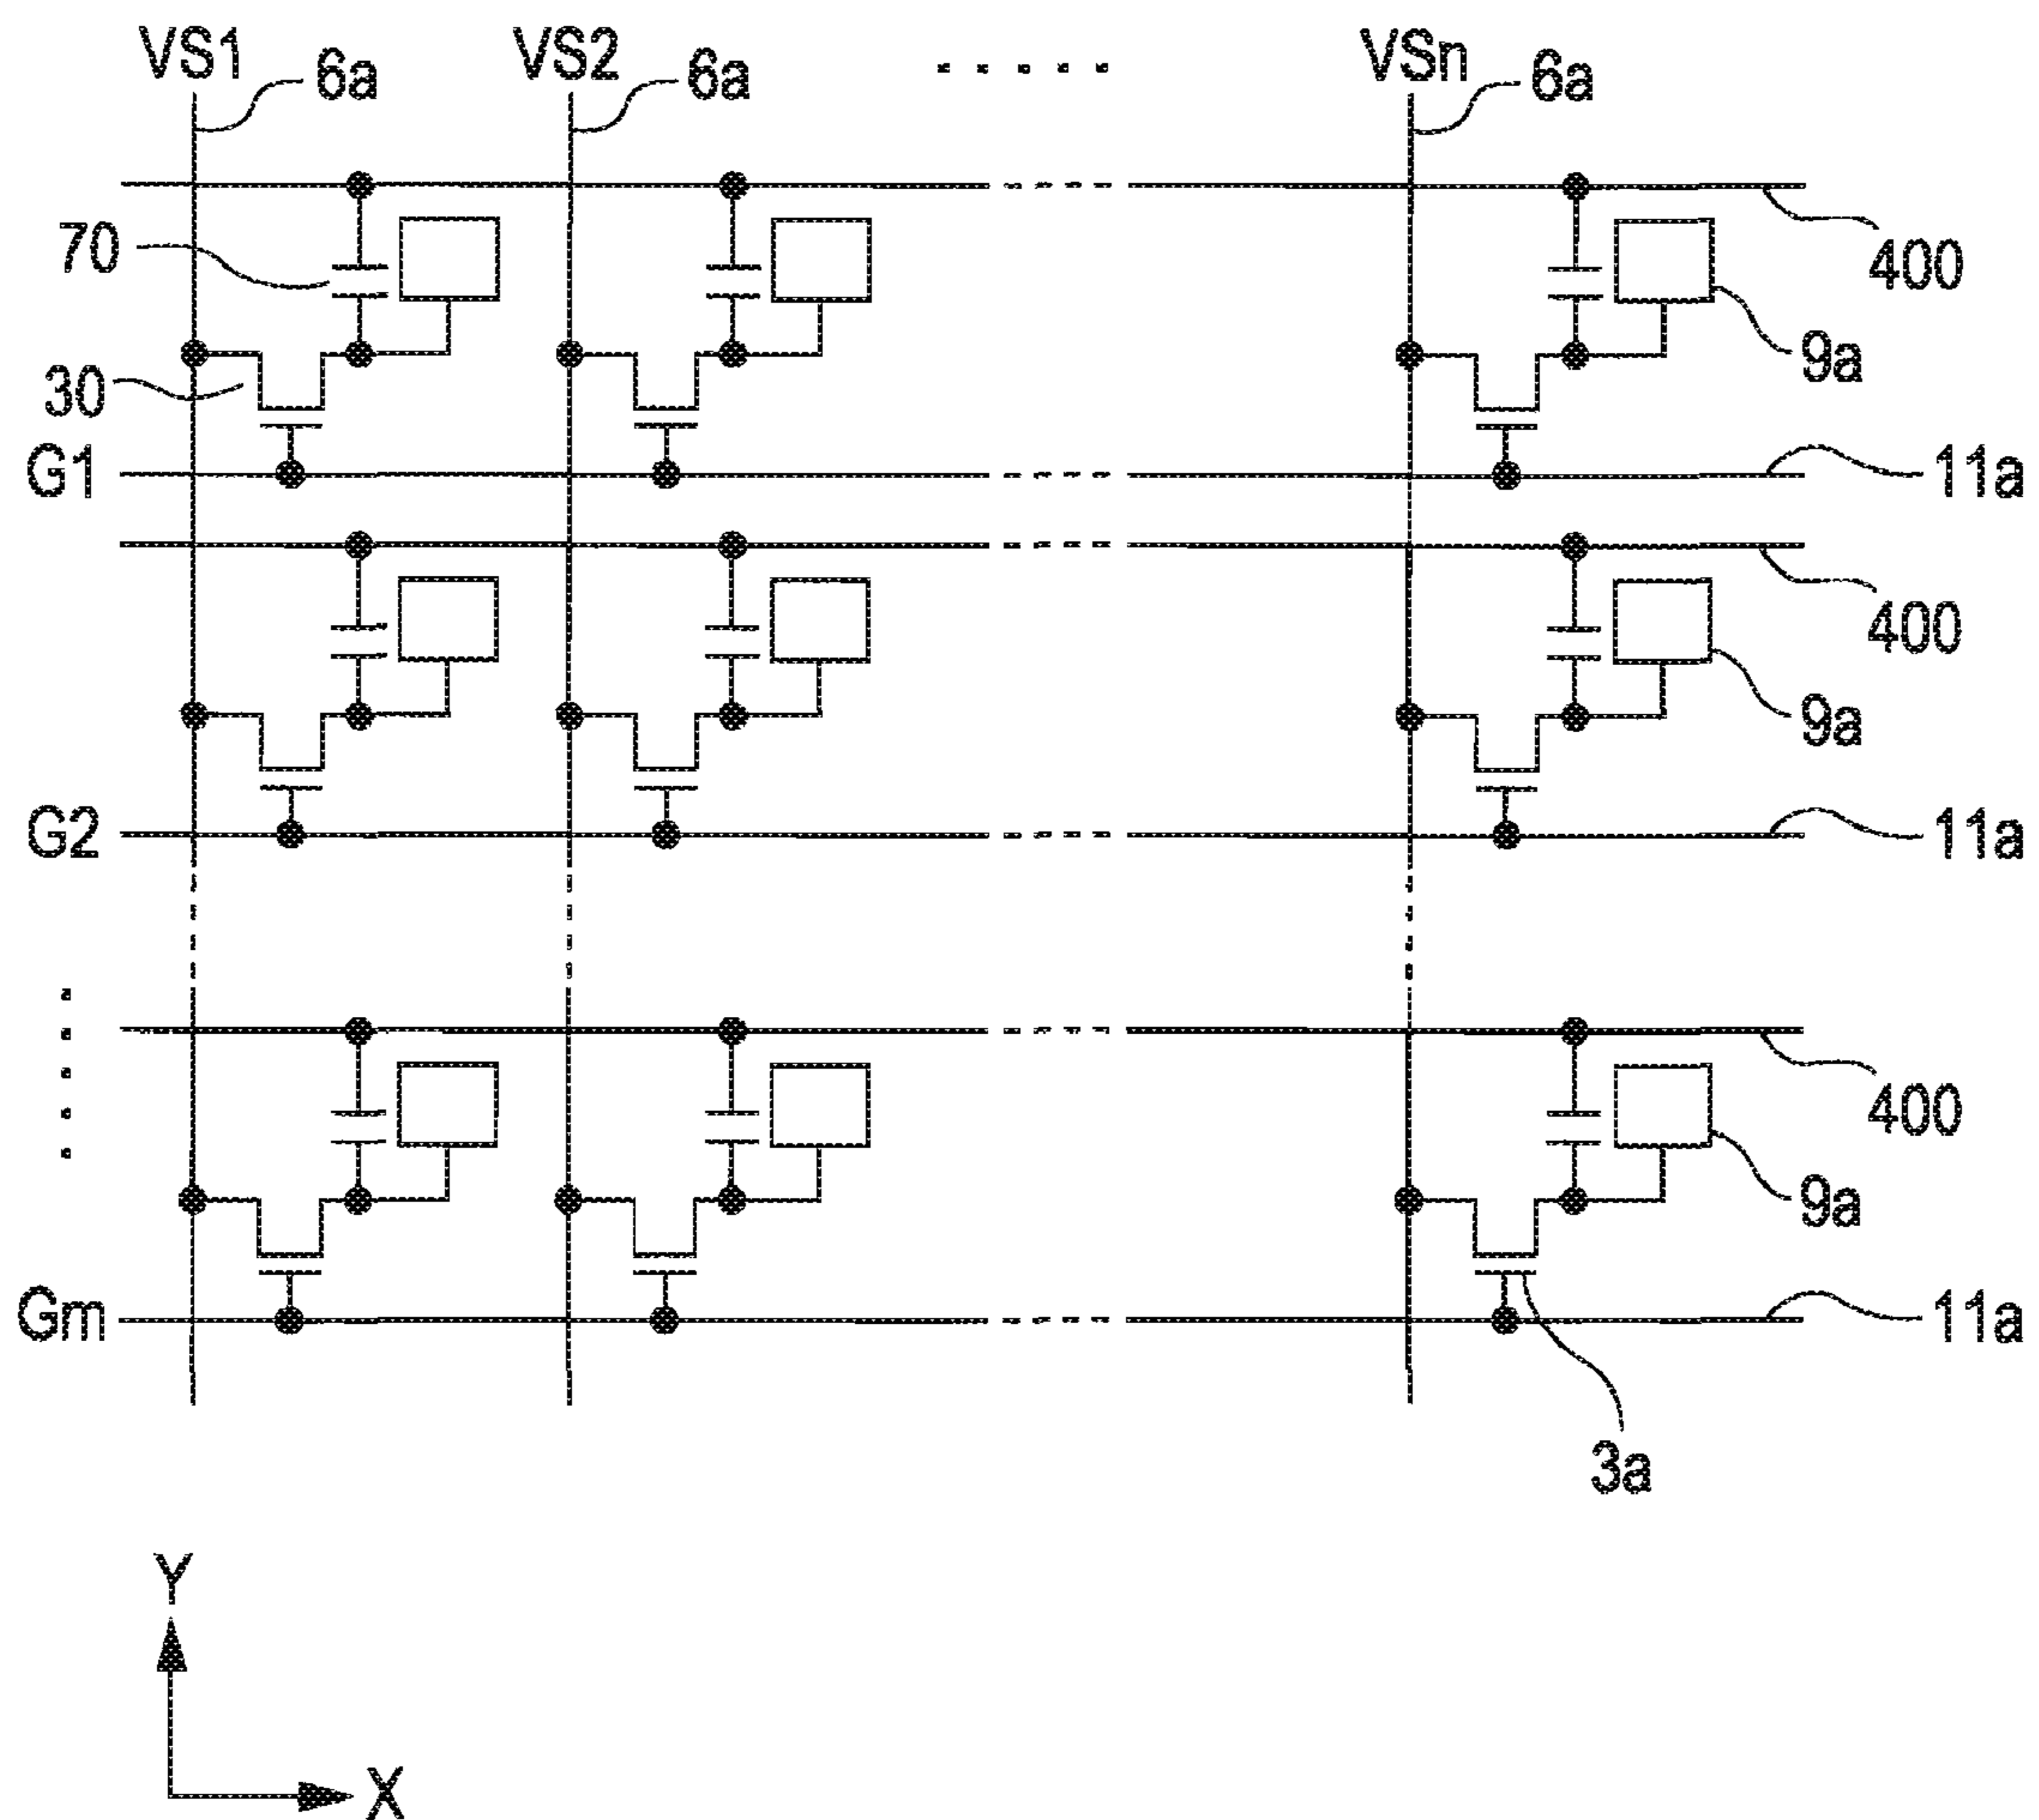 VS1 6a VS2 6a ..... VSn 6a
70 400
30 9a
G1 11a
400
9a
G2 11a
400
9a
Gm 11a
3a
Y
X